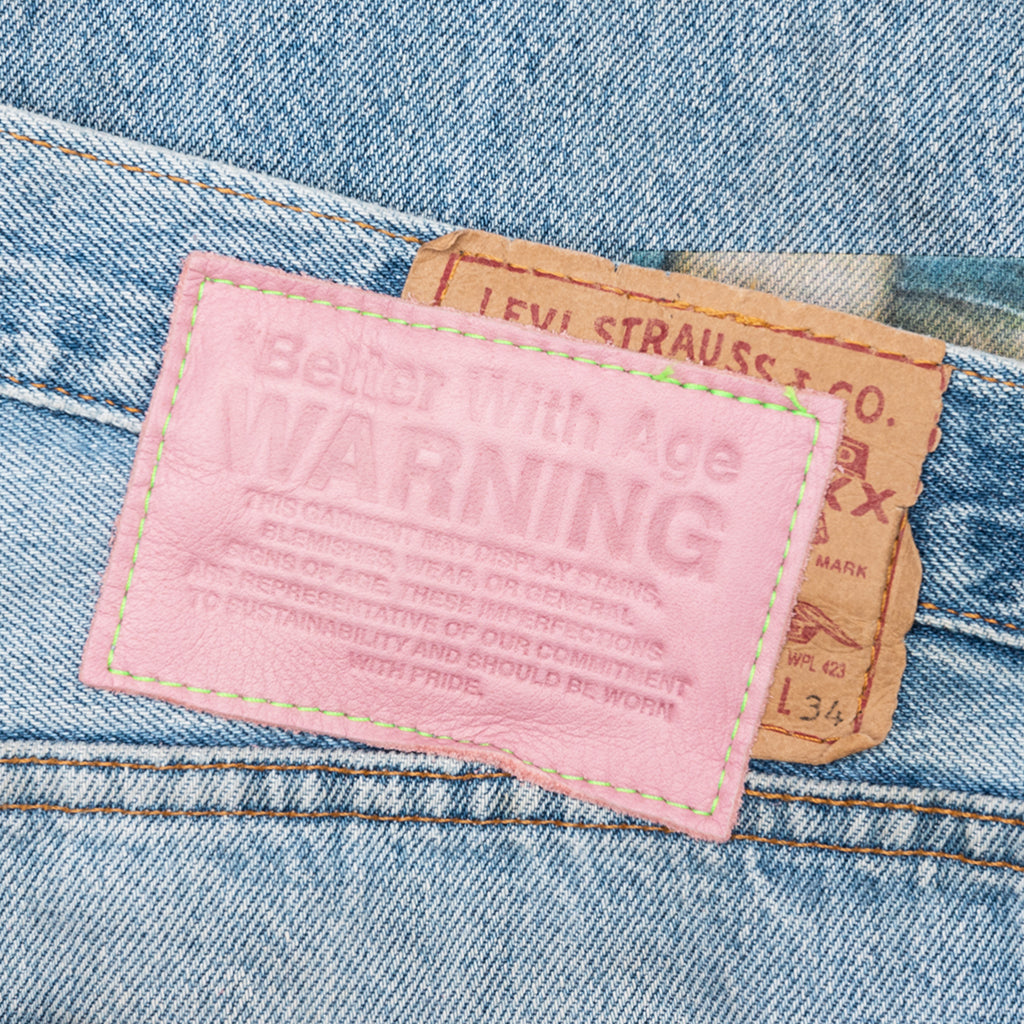 *Better With Age
WARNING
THIS GARMENT MAY DISPLAY STAINS,
BLEMISHES, WEAR, OR GENERAL
SIGNS OF AGE. THESE IMPERFECTIONS
ARE REPRESENTATIVE OF OUR COMMITMENT
TO SUSTAINABILITY AND SHOULD BE WORN
WITH PRIDE.
LEVI STRAUSS & CO.
XX
MARK
WPL 423
L 34